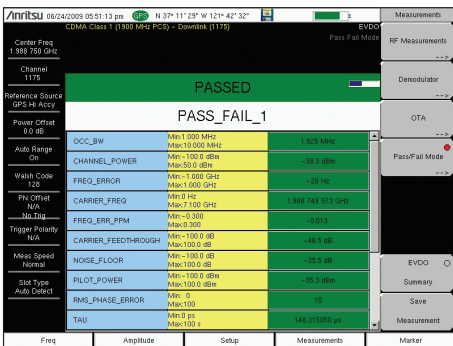 Anritsu 06/24/2009 05:51:13 pm GPS N 37° 11' 29" W 121° 42' 32"
Measurements
CDMA Class 1 (1900 MHz PCS) - Downlink (1175)
EVDO
Pass Fail Mode
Center Freq
1.988 750 GHz
Channel
1175
Reference Source
GPS Hi Accy
Power Offset
0.0 dB
Auto Range
On
Walsh Code
128
PN Offset
N/A
No Trig
Trigger Polarity
N/A
Meas Speed
Normal
Slot Type
Auto Detect
PASSED
PASS_FAIL_1
OCC_BW Min:1.000 MHz Max:10.000 MHz 1.629 MHz
CHANNEL_POWER Min:-100.0 dBm Max:50.0 dBm -38.3 dBm
FREQ_ERROR Min:-1.000 GHz Max:1.000 GHz -26 Hz
CARRIER_FREQ Min:0 Hz Max:7.100 GHz 1.988 749 973 GHz
FREQ_ERR_PPM Min:-0.300 Max:0.300 -0.013
CARRIER_FEEDTHROUGH Min:-100.0 dB Max:100.0 dB -46.5 dB
NOISE_FLOOR Min:-100.0 dB Max:100.0 dB -35.5 dB
PILOT_POWER Min:-100.0 dBm Max:100.0 dBm -35.3 dBm
RMS_PHASE_ERROR Min: 0 Max:100 10
TAU Min:0 ps Max:100 s 148.315050 µs
RF Measurements
-->
Demodulator
-->
OTA
-->
Pass/Fail Mode
-->
EVDO
Summary
Save
Measurement
Freq Amplitude Setup Measurements Marker